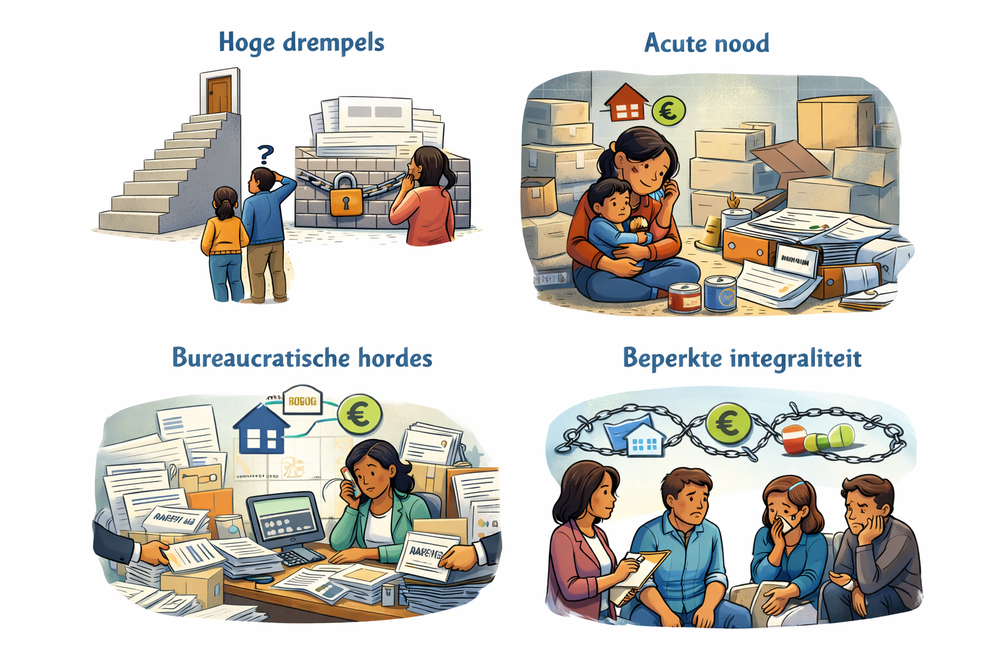 Hoge drempels
Acute nood
?
€
Bureaucratische hordes
Beperkte integraliteit
€
€